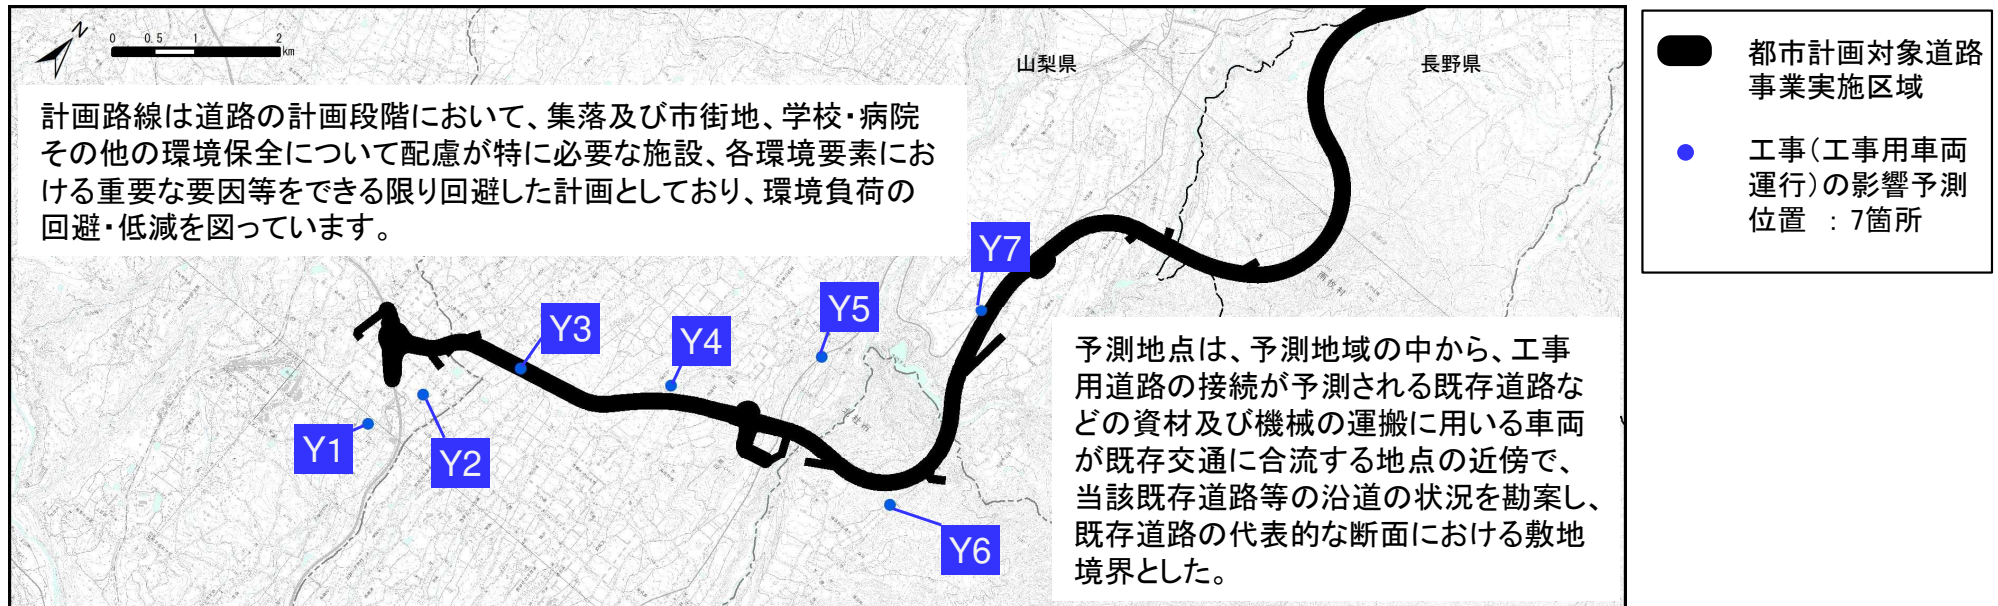 N
0 0.5 1 2
km
山梨県
長野県
計画路線は道路の計画段階において、集落及び市街地、学校・病院
その他の環境保全について配慮が特に必要な施設、各環境要素にお
ける重要な要因等をできる限り回避した計画としており、環境負荷の
回避・低減を図っています。
Y1
Y2
Y3
Y4
Y5
Y6
Y7
予測地点は、予測地域の中から、工事
用道路の接続が予測される既存道路な
どの資材及び機械の運搬に用いる車両
が既存交通に合流する地点の近傍で、
当該既存道路等の沿道の状況を勘案し、
既存道路の代表的な断面における敷地
境界とした。
都市計画対象道路
事業実施区域
工事（工事用車両
運行）の影響予測
位置 ：7箇所